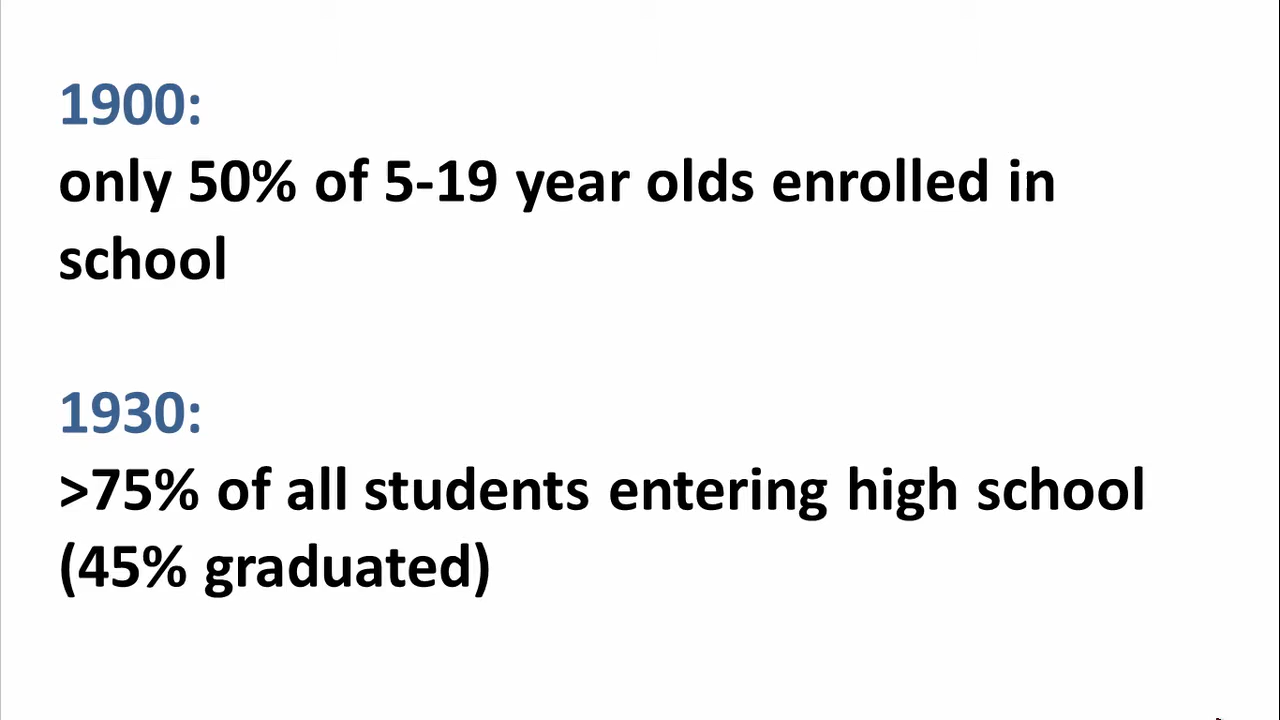 1900:
only 50% of 5-19 year olds enrolled in
school
1930:
>75% of all students entering high school
(45% graduated)